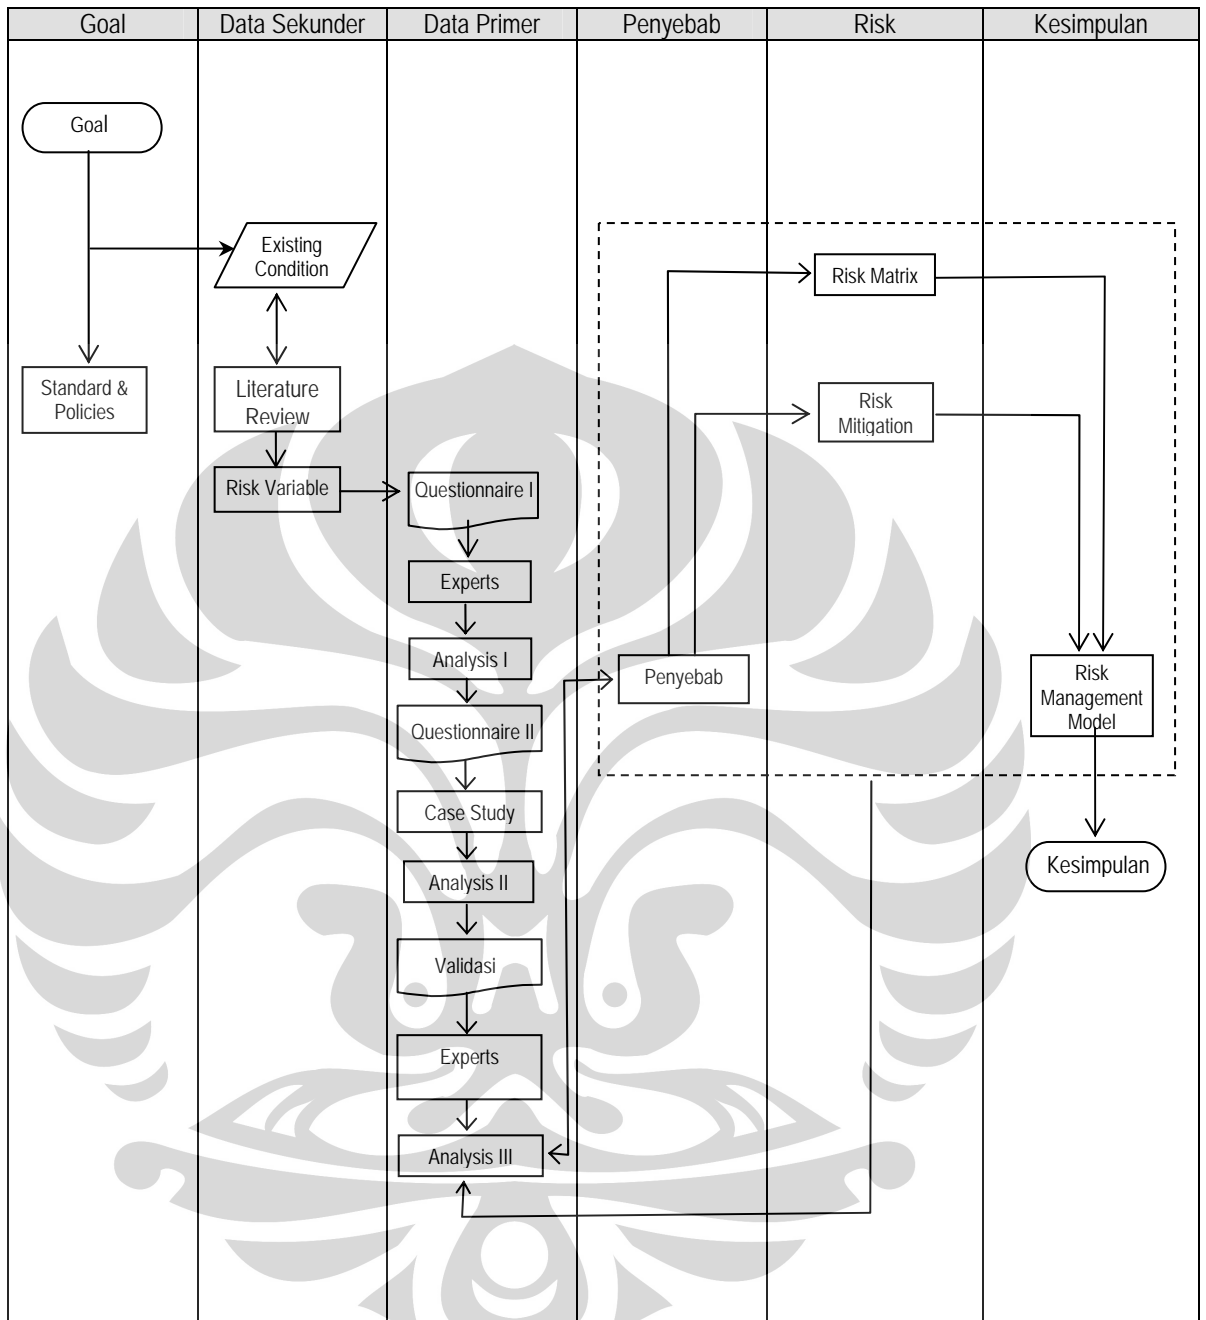 Goal
Data Sekunder
Data Primer
Penyebab
Risk
Kesimpulan
Goal
Existing
Condition
Standard &
Policies
Literature
Review
Risk Variable
Questionnaire I
Experts
Analysis I
Questionnaire II
Case Study
Analysis II
Validasi
Experts
Analysis III
Penyebab
Risk Matrix
Risk
Mitigation
Risk
Management
Model
Kesimpulan